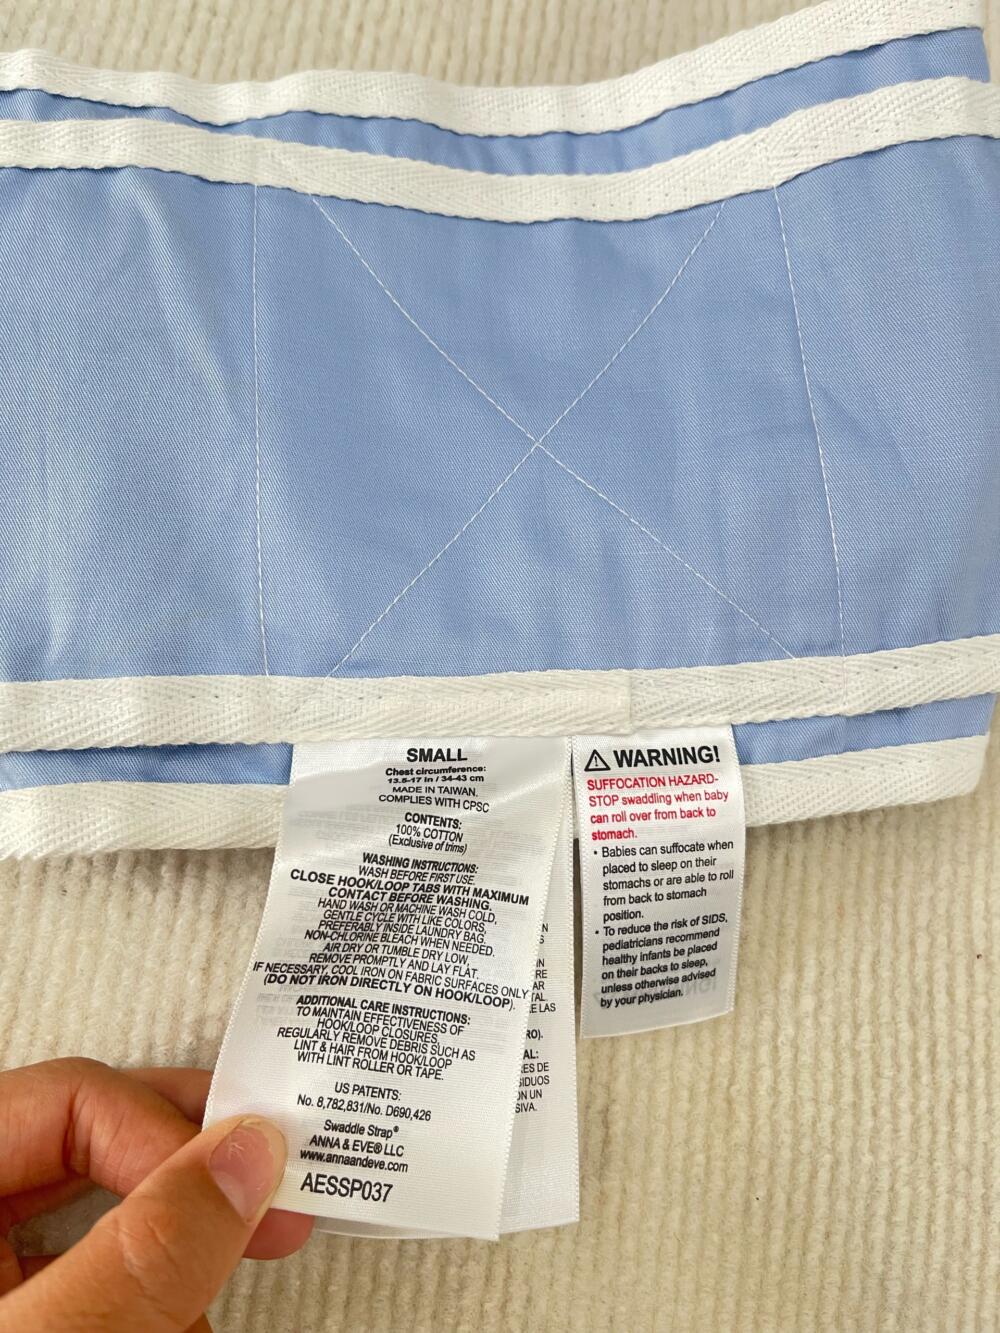 SMALL
Chest circumference:
13.5-17 in / 34-43 cm
MADE IN TAIWAN.
COMPLIES WITH CPSC
CONTENTS:
100% COTTON
(Exclusive of trims)
WASHING INSTRUCTIONS:
WASH BEFORE FIRST USE.
CLOSE HOOK/LOOP TABS WITH MAXIMUM
CONTACT BEFORE WASHING.
HAND WASH OR MACHINE WASH COLD,
GENTLE CYCLE WITH LIKE COLORS,
PREFERABLY INSIDE LAUNDRY BAG.
NON-CHLORINE BLEACH WHEN NEEDED.
AIR DRY OR TUMBLE DRY LOW.
REMOVE PROMPTLY AND LAY FLAT.
IF NECESSARY, COOL IRON ON FABRIC SURFACES ONLY
(DO NOT IRON DIRECTLY ON HOOK/LOOP).
ADDITIONAL CARE INSTRUCTIONS:
TO MAINTAIN EFFECTIVENESS OF
HOOK/LOOP CLOSURES,
REGULARLY REMOVE DEBRIS SUCH AS
LINT & HAIR FROM HOOK/LOOP
WITH LINT ROLLER OR TAPE.
US PATENTS:
No. 8,782,831/No. D690,426
Swaddle Strap®
ANNA & EVE® LLC
www.annaandeve.com
AESSP037
⚠ WARNING!
SUFFOCATION HAZARD-
STOP swaddling when baby
can roll over from back to
stomach.
• Babies can suffocate when
placed to sleep on their
stomachs or are able to roll
from back to stomach
position.
• To reduce the risk of SIDS,
pediatricians recommend
healthy infants be placed
on their backs to sleep,
unless otherwise advised
by your physician.